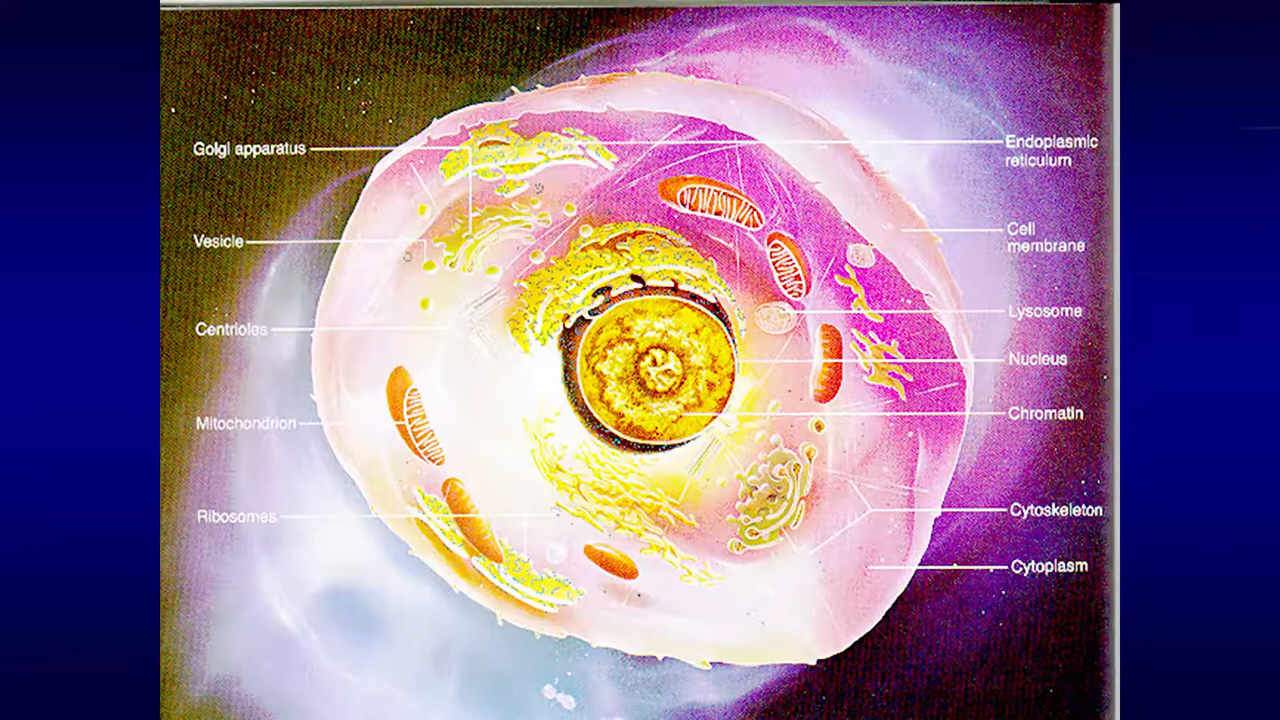 Golgi apparatus
Vesicle
Centrioles
Mitochondrion
Ribosomes
Endoplasmic
reticulum
Cell
membrane
Lysosome
Nucleus
Chromatin
Cytoskeleton
Cytoplasm